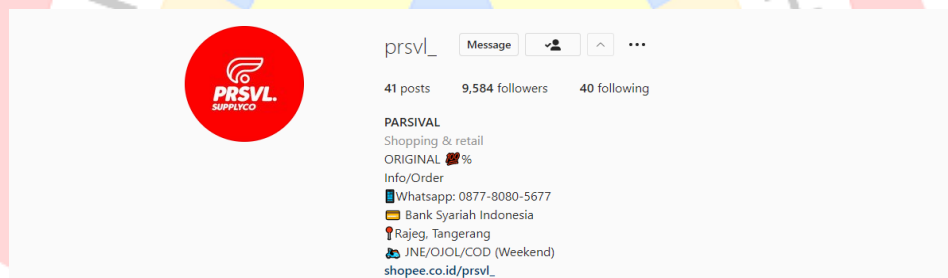 PRSVL.
SUPPLYCO
prsvl_ Message
41 posts 9,584 followers 40 following
PARSIVAL
Shopping & retail
ORIGINAL 💯%
Info/Order
📱Whatsapp: 0877-8080-5677
💳 Bank Syariah Indonesia
📍Rajeg, Tangerang
🛵 JNE/OJOL/COD (Weekend)
shopee.co.id/prsvl_